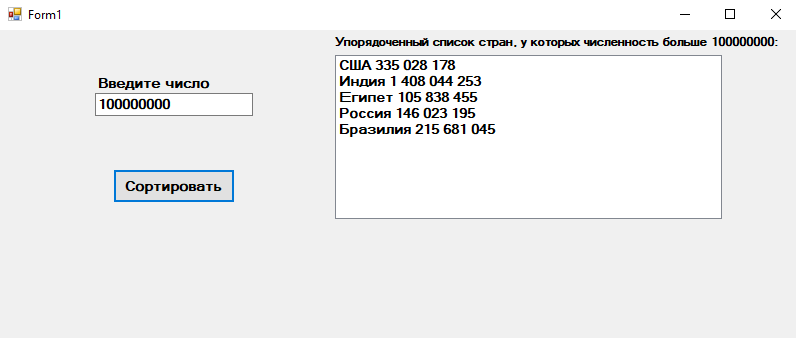 Form1
Упорядоченный список стран, у которых численность больше 100000000:
Введите число
100000000
Сортировать
США 335 028 178
Индия 1 408 044 253
Египет 105 838 455
Россия 146 023 195
Бразилия 215 681 045